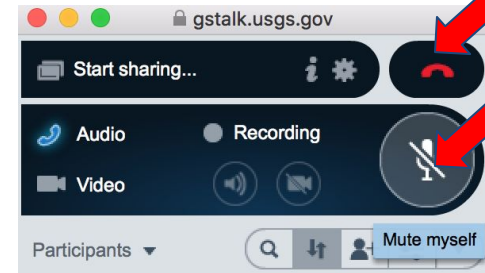 gstalk.usgs.gov
Start sharing...
Audio
Recording
Video
Participants
Mute myself